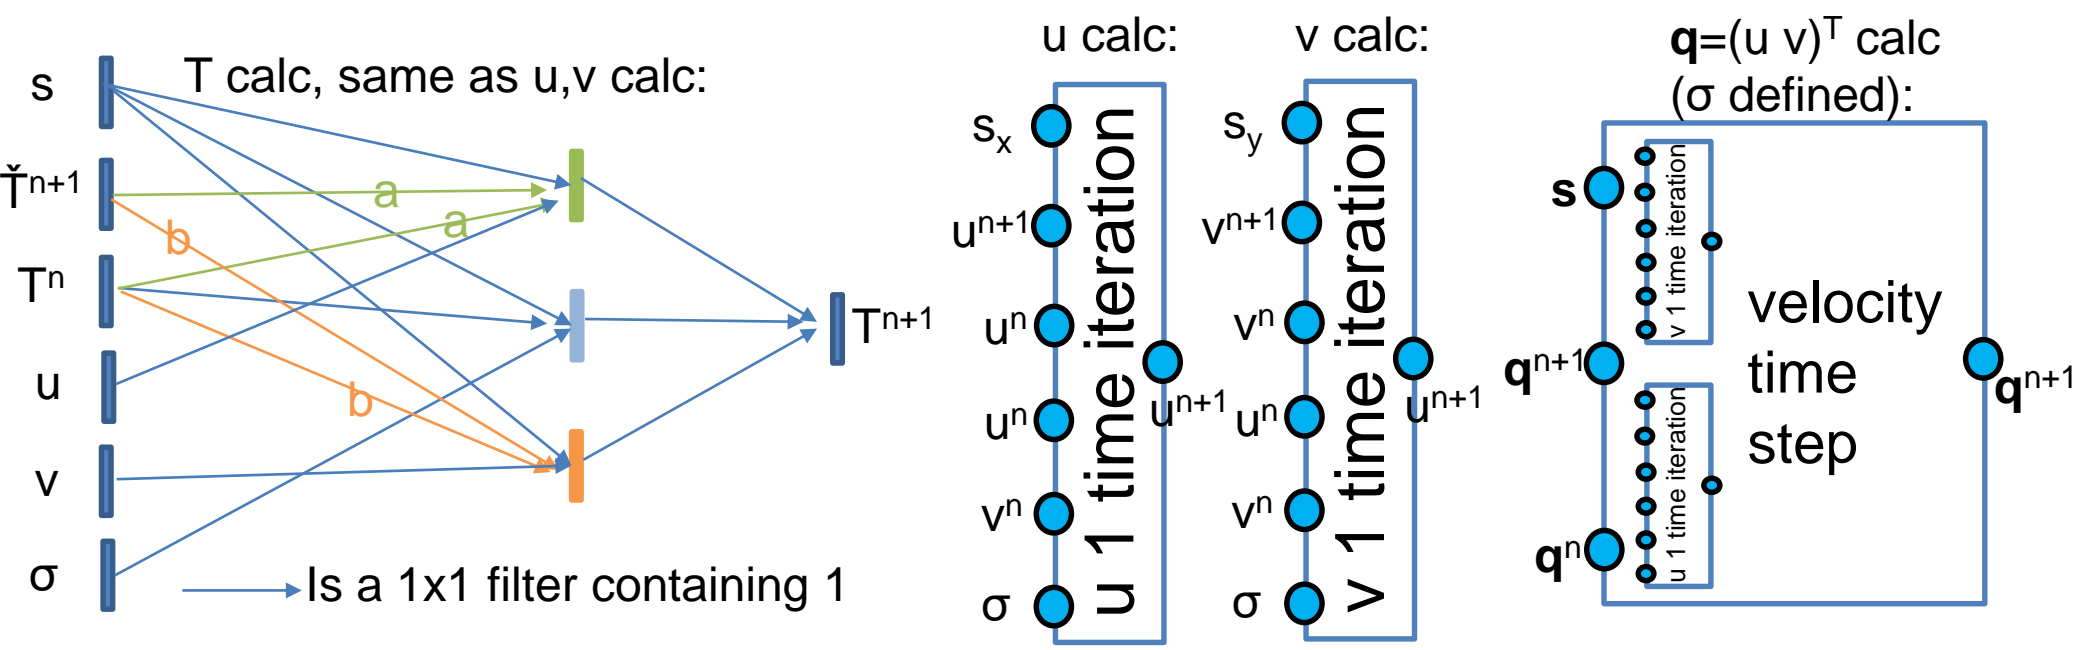 T calc, same as u,v calc:
s
Ťⁿ⁺¹
Tⁿ
u
v
σ
a
a
b
b
Tⁿ⁺¹
Is a 1x1 filter containing 1
u calc:
sₓ
uⁿ⁺¹
uⁿ
uⁿ
vⁿ
σ
u 1 time iteration
uⁿ⁺¹
v calc:
s_y
vⁿ⁺¹
vⁿ
uⁿ
vⁿ
σ
v 1 time iteration
uⁿ⁺¹
q=(u v)ᵀ calc
(σ defined):
s
qⁿ⁺¹
qⁿ
v 1 time iteration
u 1 time iteration
velocity
time
step
qⁿ⁺¹